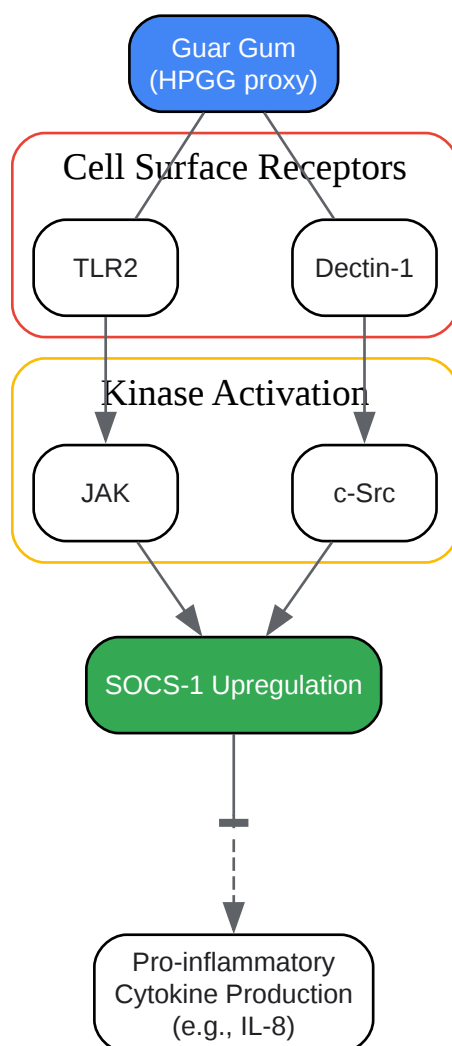 Guar Gum
(HPGG proxy)
Cell Surface Receptors
TLR2
Dectin-1
Kinase Activation
JAK
c-Src
SOCS-1 Upregulation
Pro-inflammatory
Cytokine Production
(e.g., IL-8)